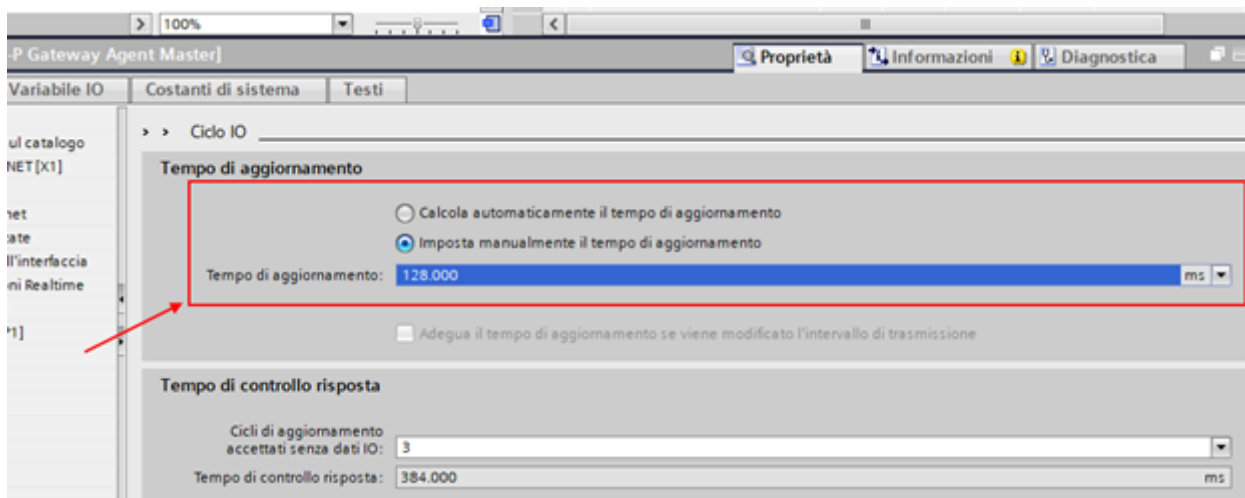 100%
-P Gateway Agent Master]
Proprietà
Informazioni
Diagnostica
Variabile IO
Costanti di sistema
Testi
ul catalogo
NET [X1]
net
tate
ll'interfaccia
ni Realtime
1]
> > Ciclo IO
Tempo di aggiornamento
Calcola automaticamente il tempo di aggiornamento
Imposta manualmente il tempo di aggiornamento
Tempo di aggiornamento: 128.000 ms
Adegua il tempo di aggiornamento se viene modificato l'intervallo di trasmissione
Tempo di controllo risposta
Cicli di aggiornamento
accettati senza dati IO: 3
Tempo di controllo risposta: 384.000 ms